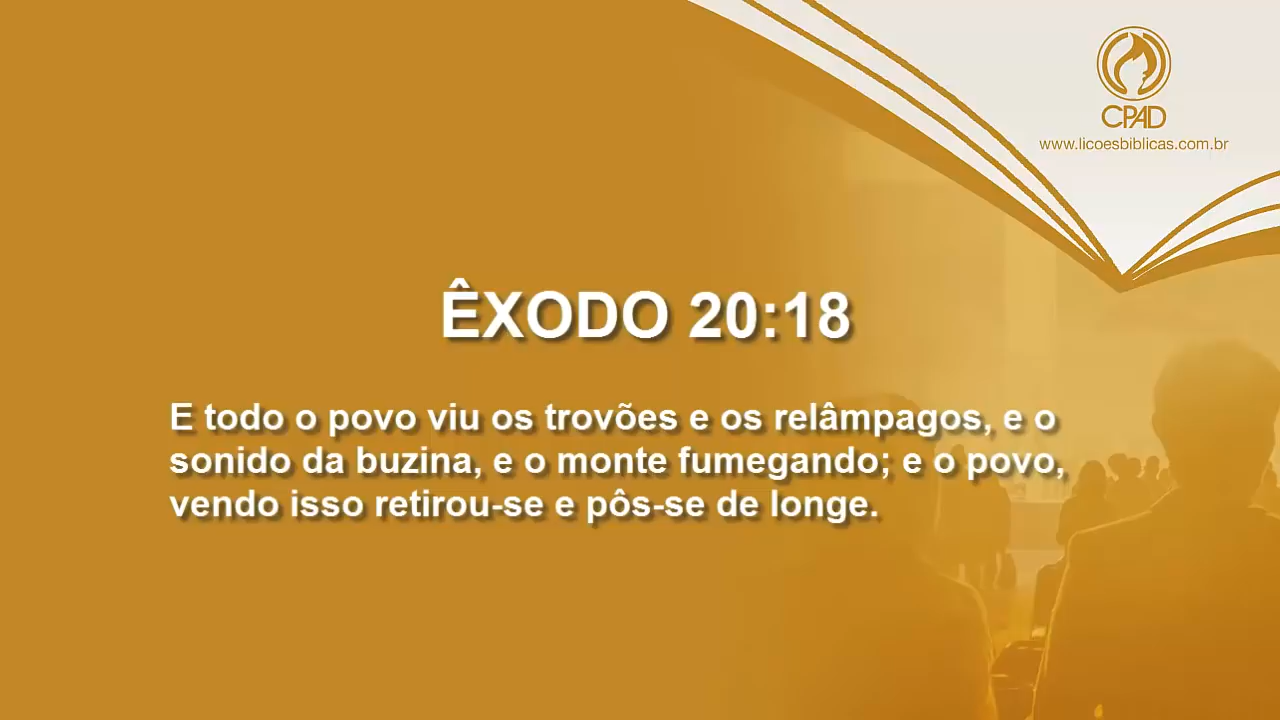 CPAD
www.licoesbiblicas.com.br
ÊXODO 20:18
E todo o povo viu os trovões e os relâmpagos, e o
sonido da buzina, e o monte fumegando; e o povo,
vendo isso retirou-se e pôs-se de longe.